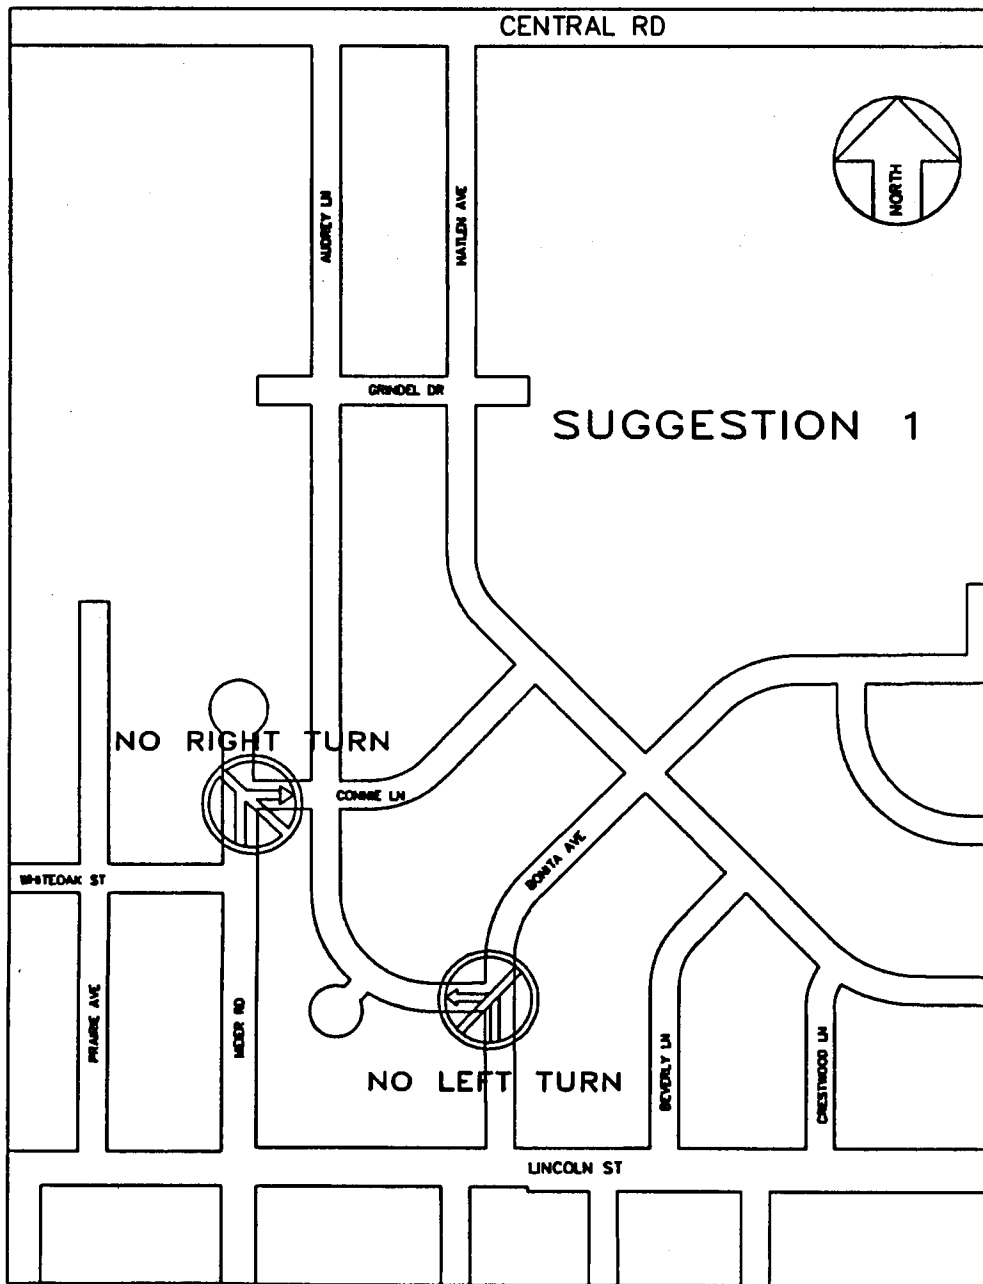 CENTRAL RD
NORTH
AUDREY LN
HATLEN AVE
GRINDEL DR
SUGGESTION 1
NO RIGHT TURN
CONNIE LN
BONITA AVE
WHITEOAK ST
PRAIRIE AVE
MEIER RD
BEVERLY LN
CRESTWOOD LN
NO LEFT TURN
LINCOLN ST